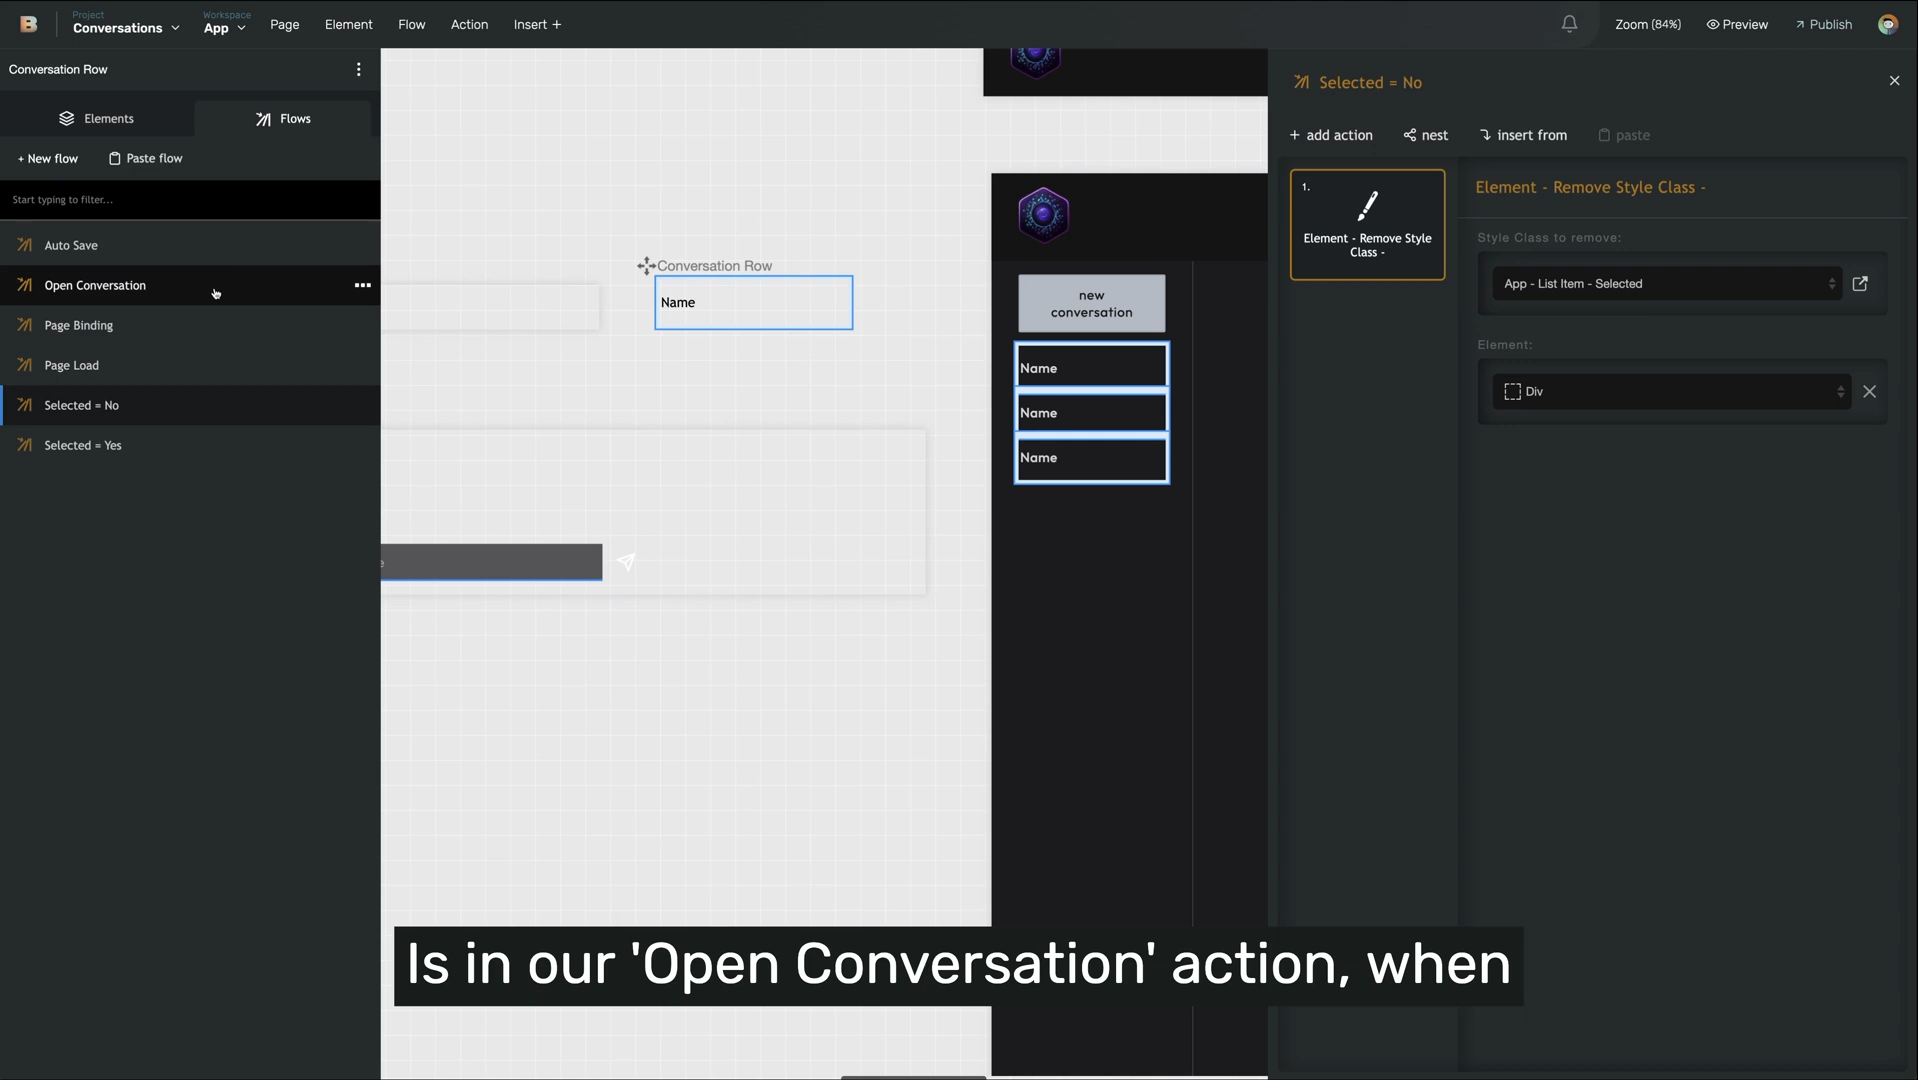 B
Project
Conversations
Workspace
App
Page
Element
Flow
Action
Insert +
Zoom (84%)
Preview
Publish
Conversation Row
Elements
Flows
+ New flow
Paste flow
Start typing to filter...
Auto Save
Open Conversation
Page Binding
Page Load
Selected = No
Selected = Yes
Conversation Row
Name
e
new
conversation
Name
Name
Name
Selected = No
+ add action
nest
insert from
paste
1.
Element - Remove Style
Class -
Element - Remove Style Class -
Style Class to remove:
App - List Item - Selected
Element:
Div
Is in our 'Open Conversation' action, when